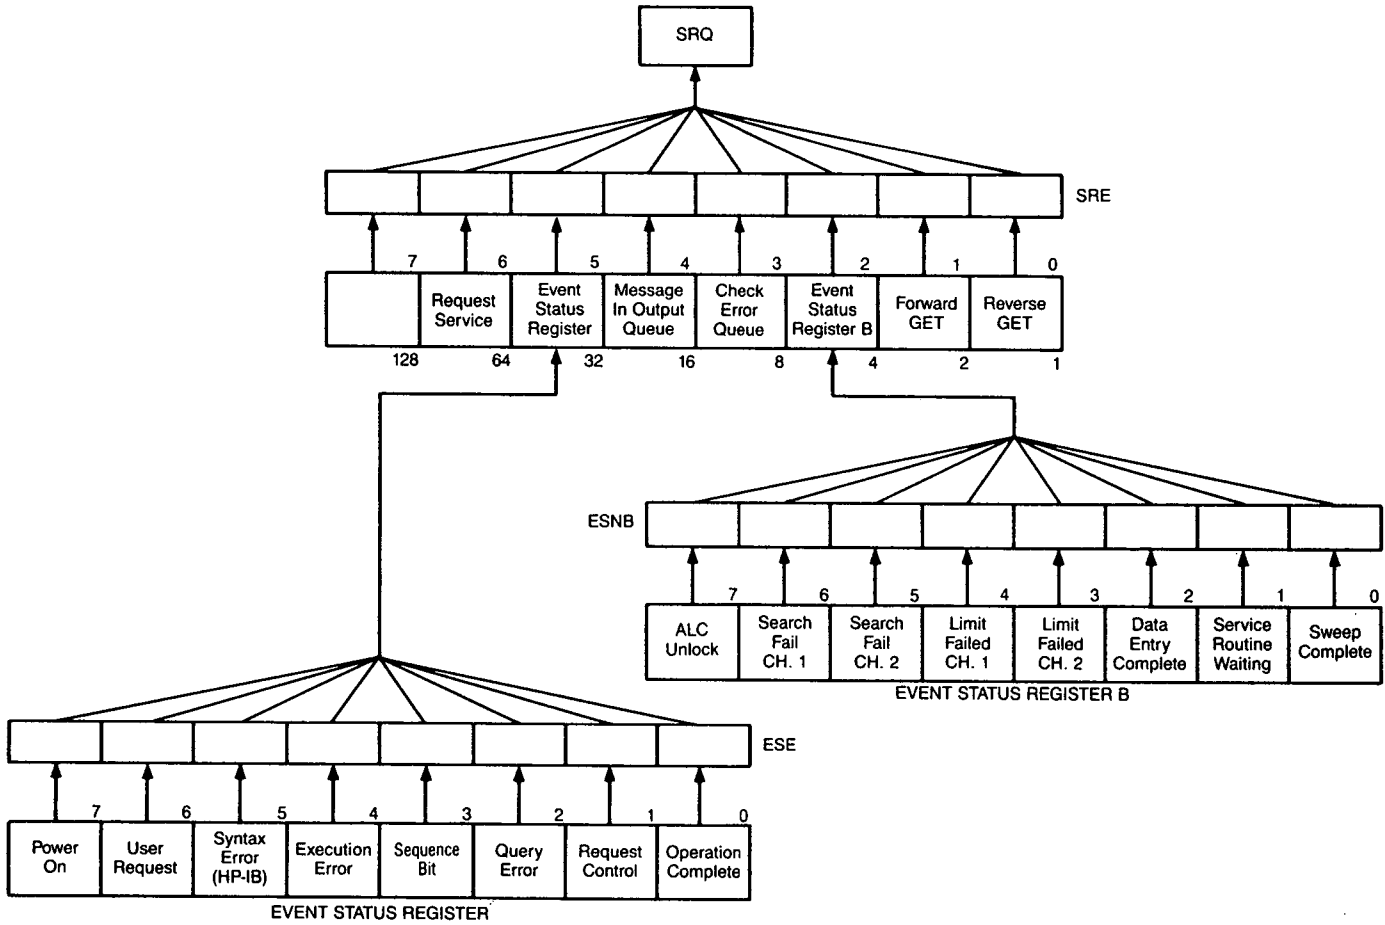 SRQ
SRE
7 6 5 4 3 2 1 0
Request
Service
Event
Status
Register
Message
In Output
Queue
Check
Error
Queue
Event
Status
Register B
Forward
GET
Reverse
GET
128 64 32 16 8 4 2 1
ESNB
7 6 5 4 3 2 1 0
ALC
Unlock
Search
Fail
CH. 1
Search
Fail
CH. 2
Limit
Failed
CH. 1
Limit
Failed
CH. 2
Data
Entry
Complete
Service
Routine
Waiting
Sweep
Complete
EVENT STATUS REGISTER B
ESE
7 6 5 4 3 2 1 0
Power
On
User
Request
Syntax
Error
(HP-IB)
Execution
Error
Sequence
Bit
Query
Error
Request
Control
Operation
Complete
EVENT STATUS REGISTER